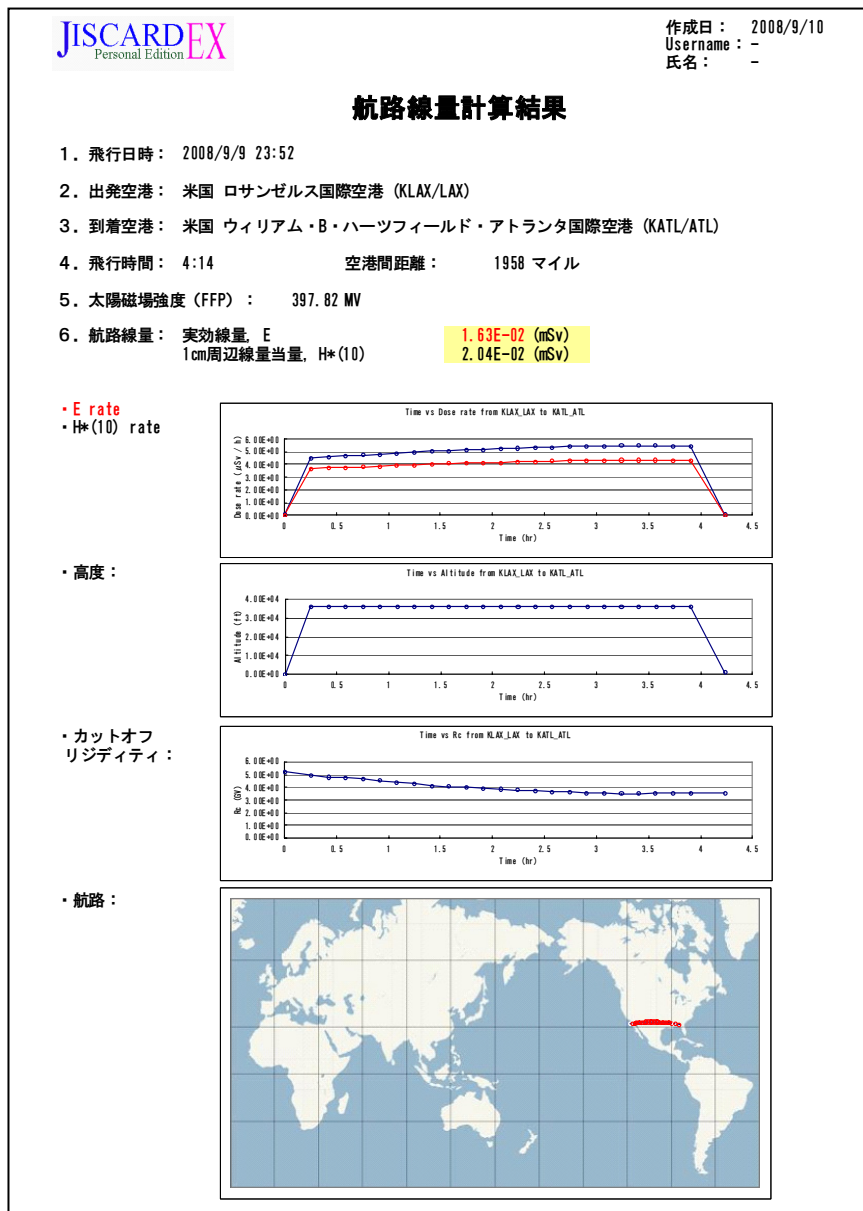 JISCARD EX
Personal Edition
作成日： 2008/9/10
Username：-
氏名： -
航路線量計算結果
1．飛行日時： 2008/9/9 23:52
2．出発空港： 米国 ロサンゼルス国際空港 (KLAX/LAX)
3．到着空港： 米国 ウィリアム・B・ハーツフィールド・アトランタ国際空港 (KATL/ATL)
4．飛行時間： 4:14 空港間距離： 1958 マイル
5．太陽磁場強度（FFP）： 397.82 MV
6．航路線量： 実効線量, E 1.63E-02 (mSv)
1cm周辺線量当量, H*(10) 2.04E-02 (mSv)
・E rate
・H*(10) rate
Time vs Dose rate from KLAX_LAX to KATL_ATL
Dose rate (μSv / h)
6.00E+00
5.00E+00
4.00E+00
3.00E+00
2.00E+00
1.00E+00
0.00E+00
0 0.5 1 1.5 2 2.5 3 3.5 4 4.5
Time (hr)
・高度：
Time vs Altitude from KLAX_LAX to KATL_ATL
Altitude (ft)
4.00E+04
3.00E+04
2.00E+04
1.00E+04
0.00E+00
0 0.5 1 1.5 2 2.5 3 3.5 4 4.5
Time (hr)
・カットオフ
リジディティ：
Time vs Rc from KLAX_LAX to KATL_ATL
Rc (GV)
6.00E+00
5.00E+00
4.00E+00
3.00E+00
2.00E+00
1.00E+00
0.00E+00
0 0.5 1 1.5 2 2.5 3 3.5 4 4.5
Time (hr)
・航路：